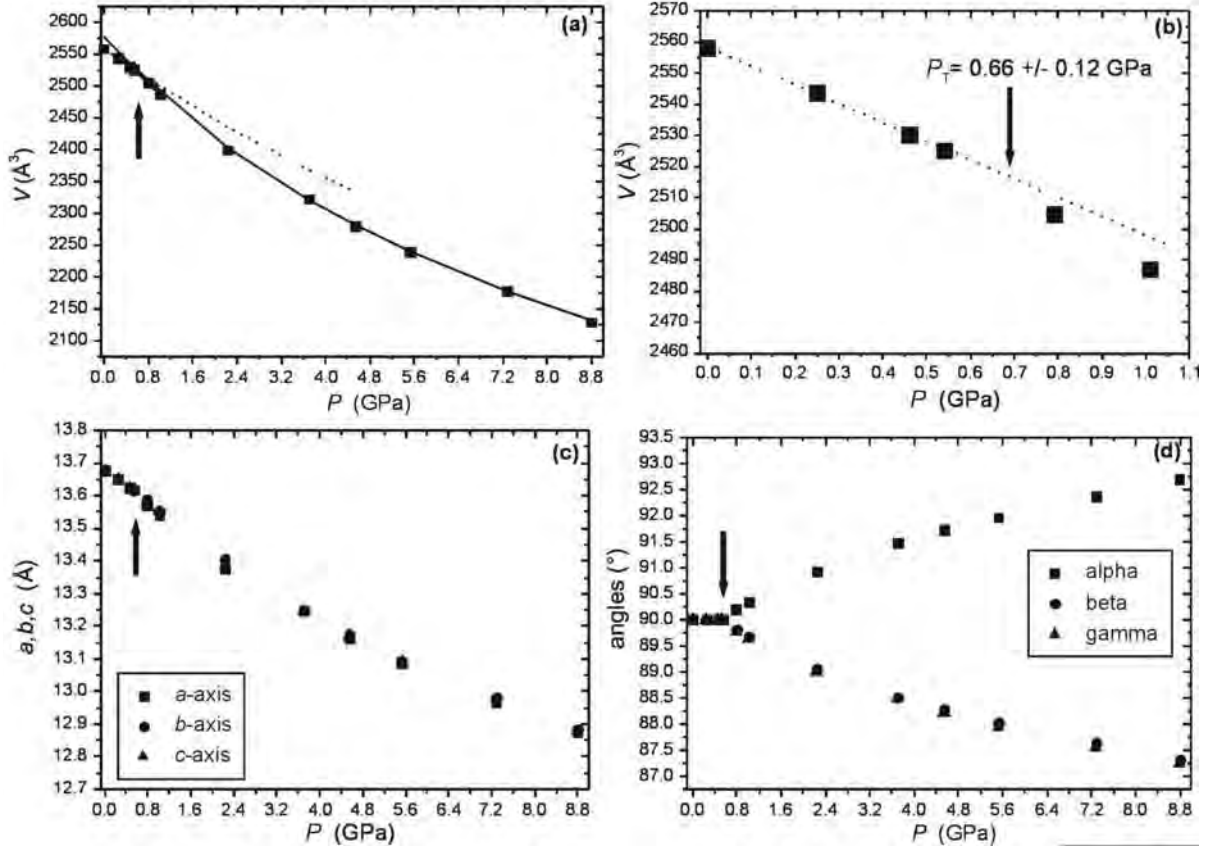 (a)
2600
2550
2500
2450
2400
2350
2300
2250
2200
2150
2100
V (Å³)
0.0 0.8 1.6 2.4 3.2 4.0 4.8 5.6 6.4 7.2 8.0 8.8
P (GPa)
(b)
P_T= 0.66 +/- 0.12 GPa
2570
2560
2550
2540
2530
2520
2510
2500
2490
2480
2470
2460
V (Å³)
0.0 0.1 0.2 0.3 0.4 0.5 0.6 0.7 0.8 0.9 1.0 1.1
P (GPa)
(c)
13.8
13.7
13.6
13.5
13.4
13.3
13.2
13.1
13.0
12.9
12.8
12.7
a,b,c (Å)
a-axis
b-axis
c-axis
0.0 0.8 1.6 2.4 3.2 4.0 4.8 5.6 6.4 7.2 8.0 8.8
P (GPa)
(d)
93.5
93.0
92.5
92.0
91.5
91.0
90.5
90.0
89.5
89.0
88.5
88.0
87.5
87.0
angles (°)
alpha
beta
gamma
0.0 0.8 1.6 2.4 3.2 4.0 4.8 5.6 6.4 7.2 8.0 8.8
P (GPa)